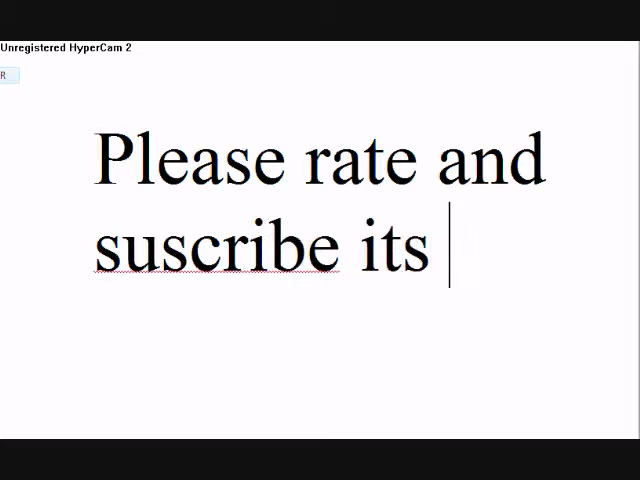 Unregistered HyperCam 2
R
Please rate and
suscribe its